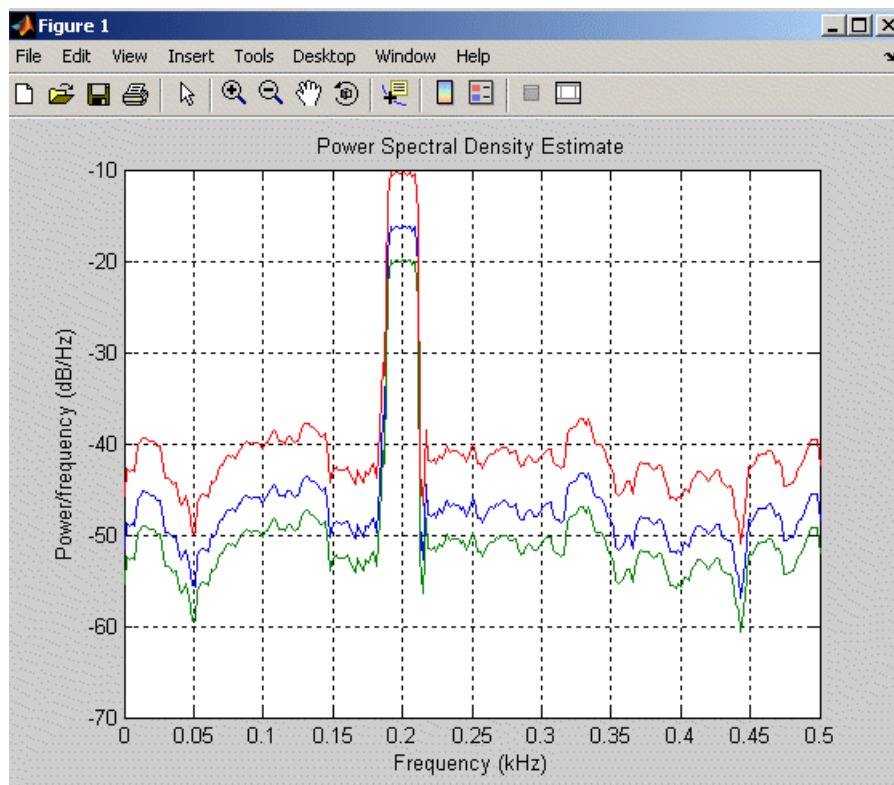 Figure 1
File Edit View Insert Tools Desktop Window Help
Power Spectral Density Estimate
Power/frequency (dB/Hz)
-10
-20
-30
-40
-50
-60
-70
0 0.05 0.1 0.15 0.2 0.25 0.3 0.35 0.4 0.45 0.5
Frequency (kHz)